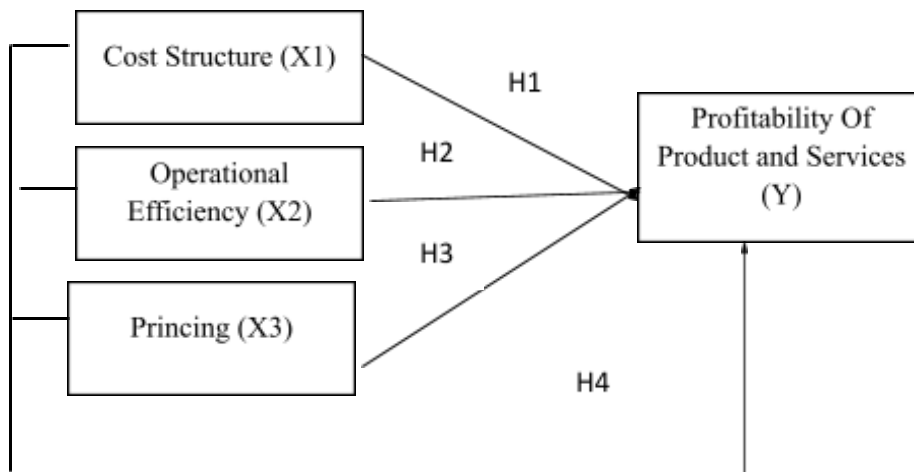 Cost Structure (X1)
H1
Profitability Of
Product and Services
(Y)
H2
Operational
Efficiency (X2)
H3
Princing (X3)
H4